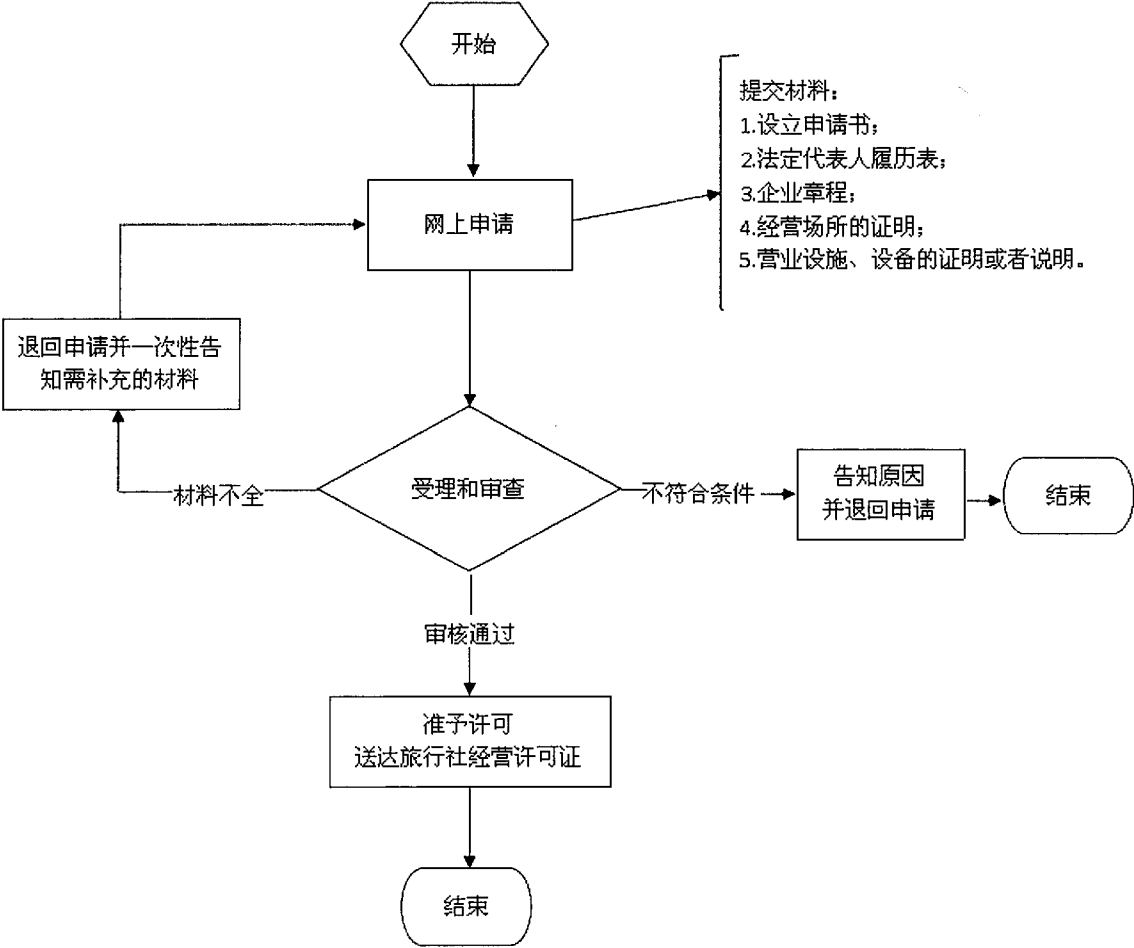 开始
提交材料：
1.设立申请书；
2.法定代表人履历表；
3.企业章程；
4.经营场所的证明；
5.营业设施、设备的证明或者说明。
网上申请
退回申请并一次性告
知需补充的材料
材料不全
受理和审查
不符合条件
告知原因
并退回申请
结束
审核通过
准予许可
送达旅行社经营许可证
结束